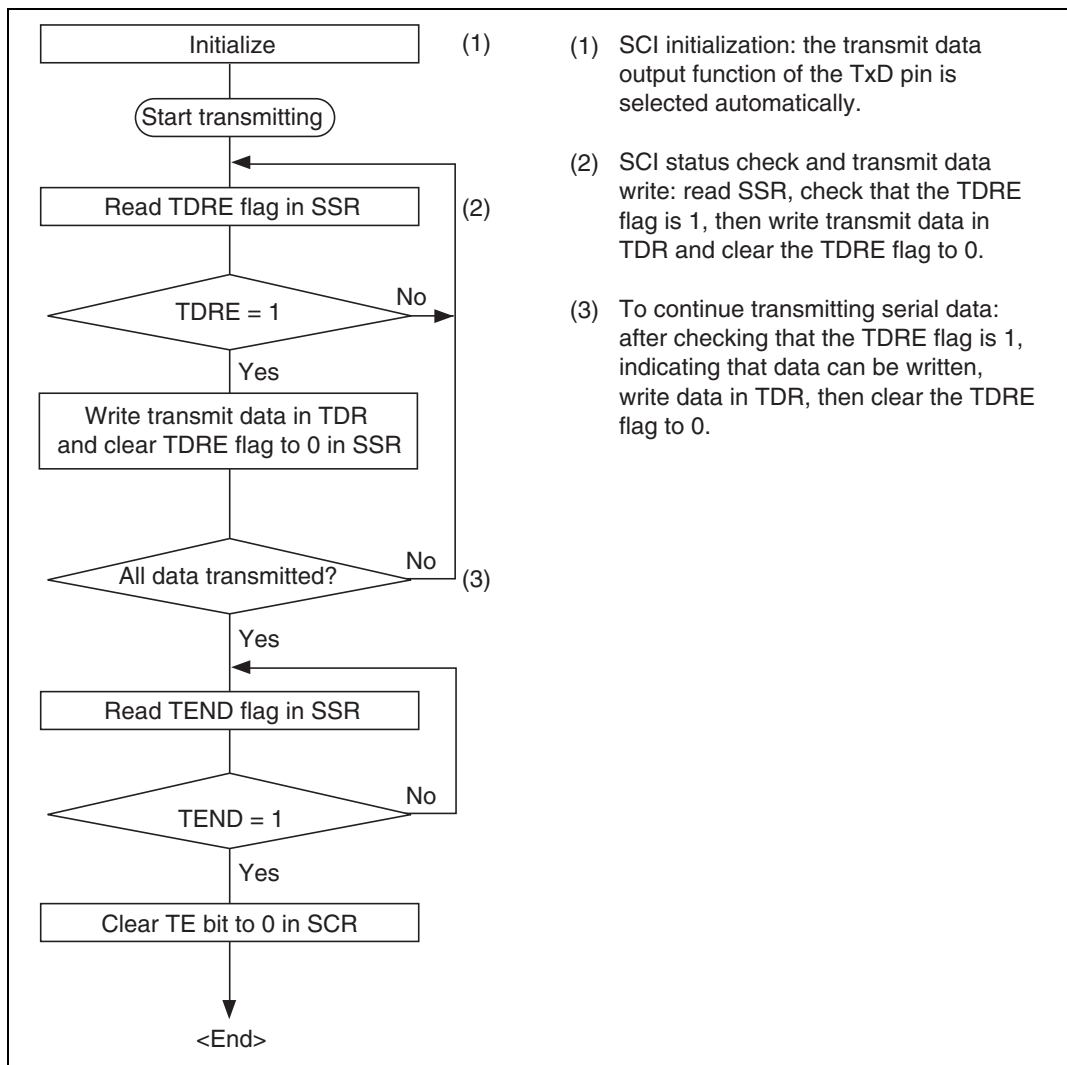 Initialize
(1)
Start transmitting
Read TDRE flag in SSR
(2)
TDRE = 1
No
Yes
Write transmit data in TDR
and clear TDRE flag to 0 in SSR
All data transmitted?
No
(3)
Yes
Read TEND flag in SSR
TEND = 1
No
Yes
Clear TE bit to 0 in SCR
<End>
(1) SCI initialization: the transmit data
output function of the TxD pin is
selected automatically.
(2) SCI status check and transmit data
write: read SSR, check that the TDRE
flag is 1, then write transmit data in
TDR and clear the TDRE flag to 0.
(3) To continue transmitting serial data:
after checking that the TDRE flag is 1,
indicating that data can be written,
write data in TDR, then clear the TDRE
flag to 0.